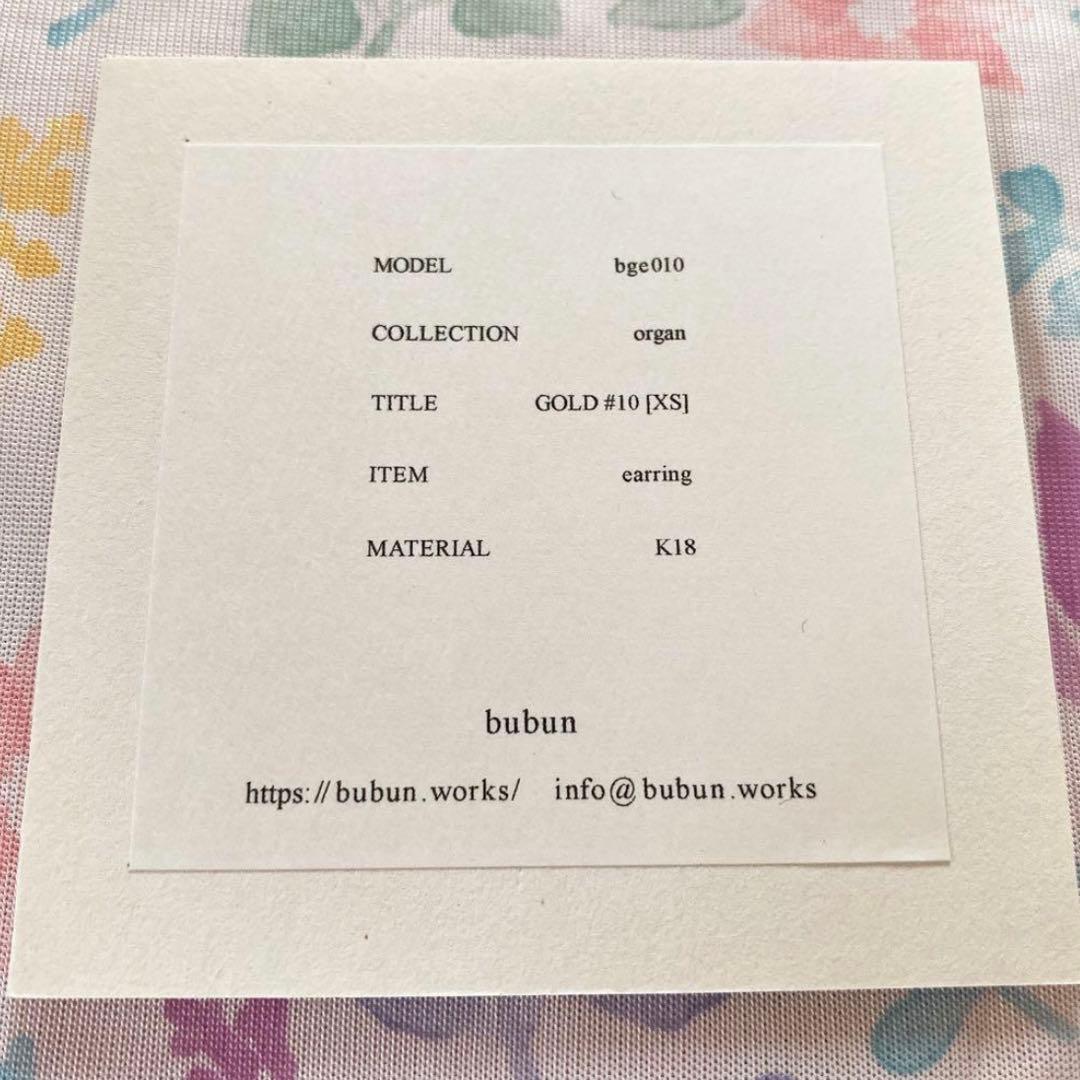 MODEL bge010
COLLECTION organ
TITLE GOLD #10 [XS]
ITEM earring
MATERIAL K18
bubun
https://bubun.works/ info@bubun.works